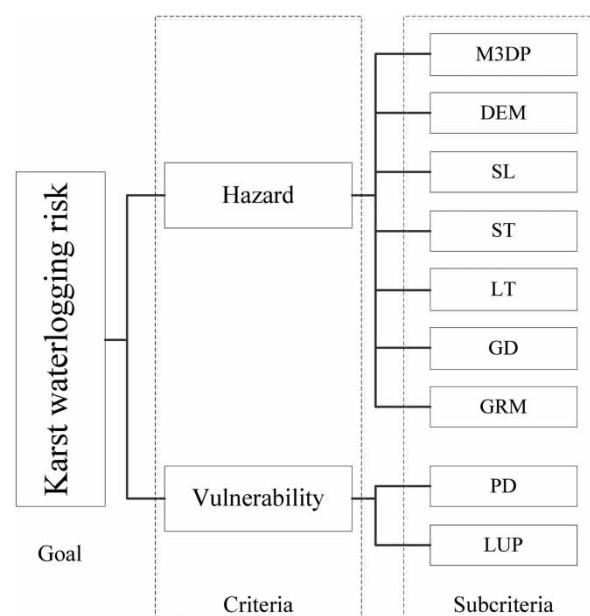 Karst waterlogging risk
Goal
Hazard
Vulnerability
Criteria
M3DP
DEM
SL
ST
LT
GD
GRM
PD
LUP
Subcriteria